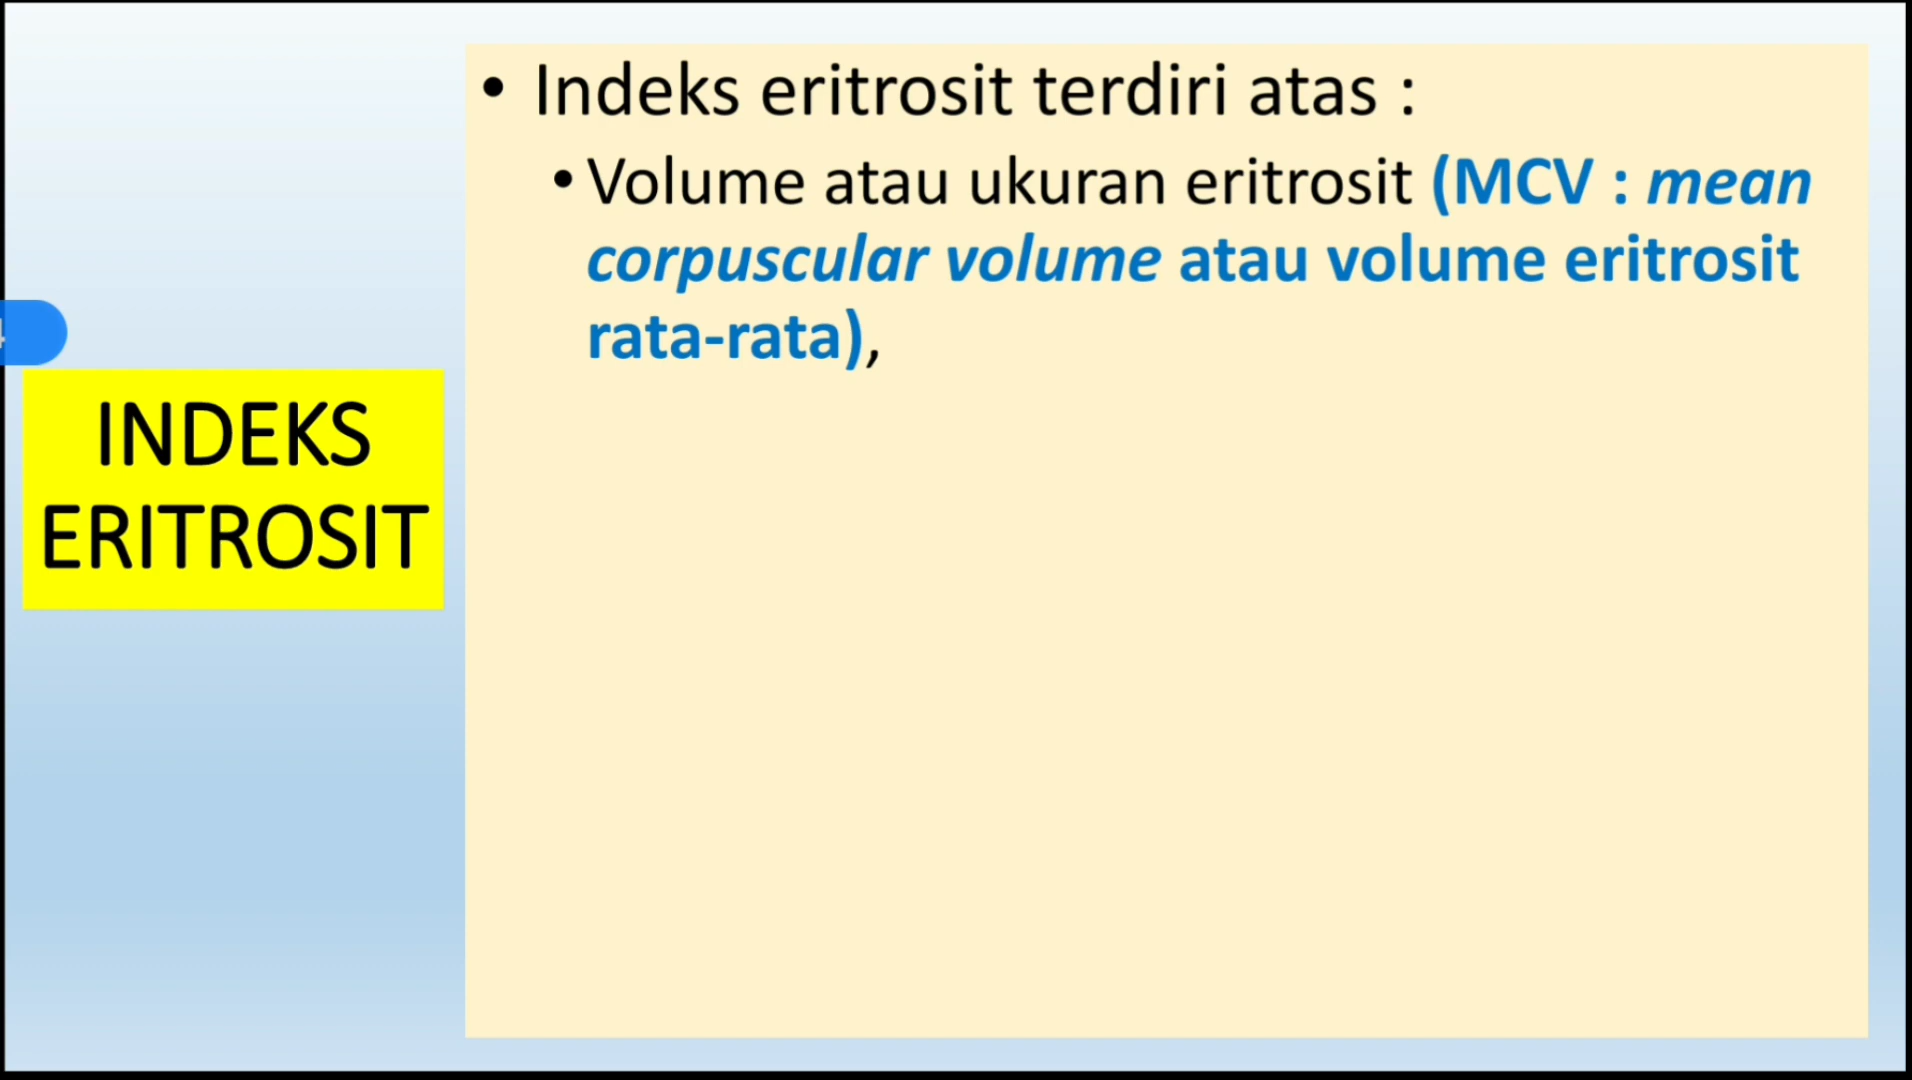 INDEKS
ERITROSIT
• Indeks eritrosit terdiri atas :
• Volume atau ukuran eritrosit (MCV : mean
corpuscular volume atau volume eritrosit
rata-rata),